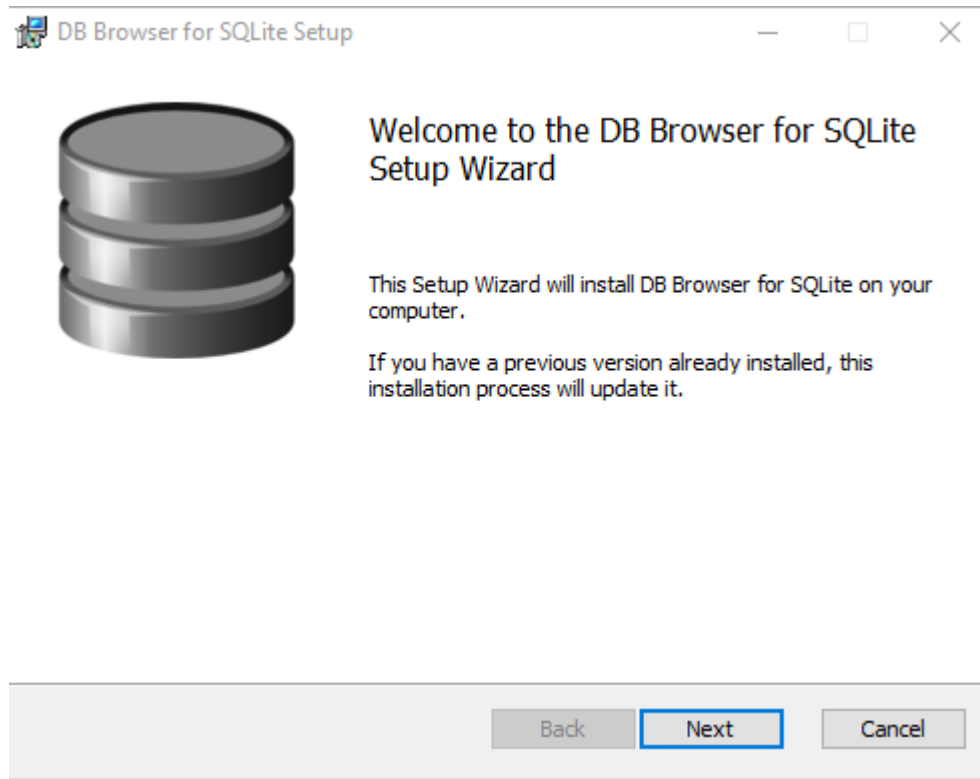 DB Browser for SQLite Setup
Welcome to the DB Browser for SQLite
Setup Wizard
This Setup Wizard will install DB Browser for SQLite on your
computer.
If you have a previous version already installed, this
installation process will update it.
Back
Next
Cancel